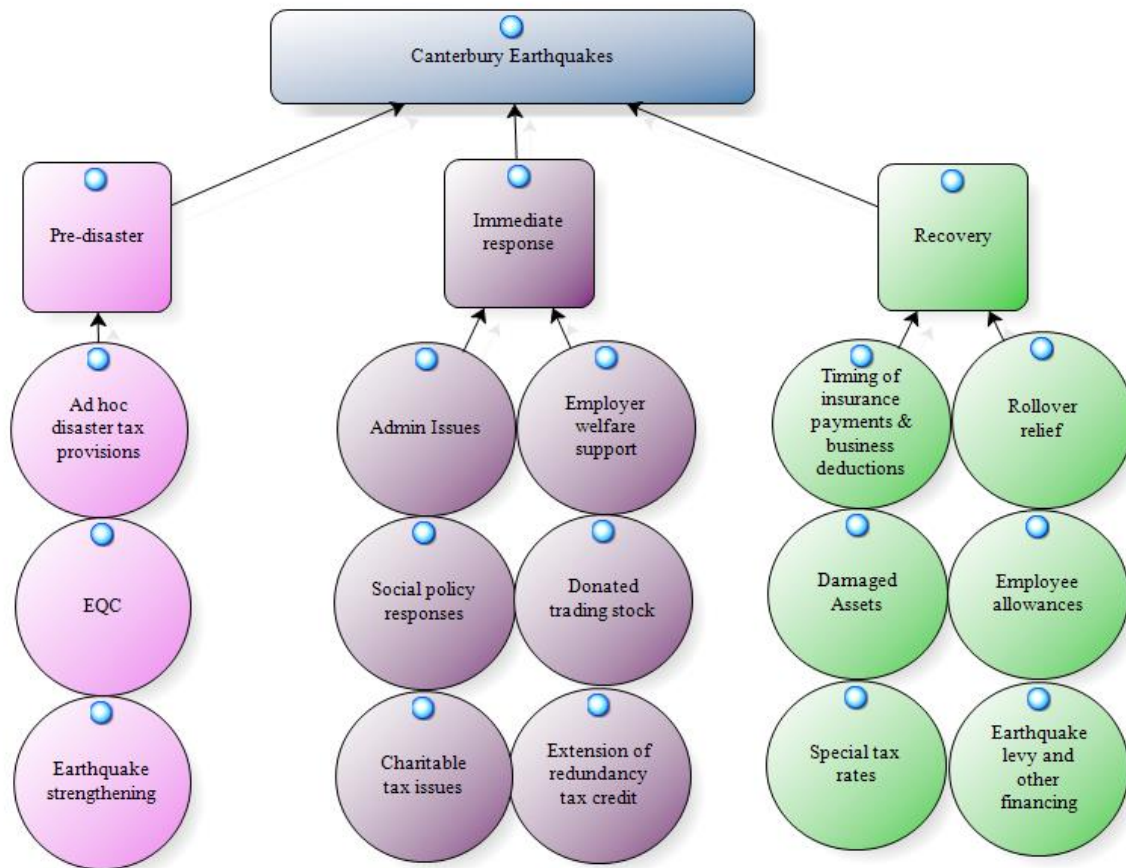 Canterbury Earthquakes
Pre-disaster
Immediate
response
Recovery
Ad hoc
disaster tax
provisions
EQC
Earthquake
strengthening
Admin Issues
Employer
welfare
support
Social policy
responses
Donated
trading stock
Charitable
tax issues
Extension of
redundancy
tax credit
Timing of
insurance
payments &
business
deductions
Rollover
relief
Damaged
Assets
Employee
allowances
Special tax
rates
Earthquake
levy and
other
financing